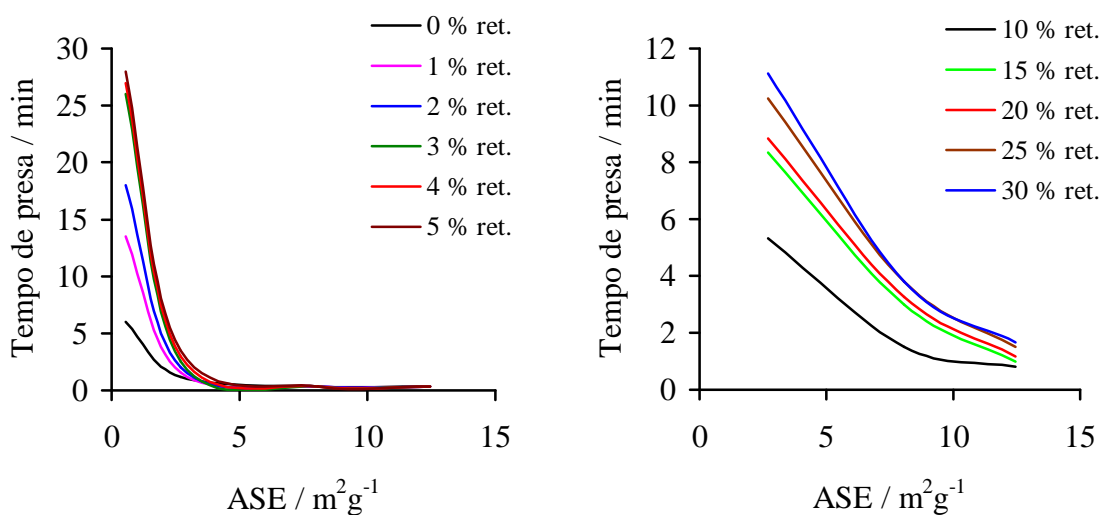 Tempo de presa / min
30
25
20
15
10
5
0
0 5 10 15
ASE / m²g⁻¹
0 % ret.
1 % ret.
2 % ret.
3 % ret.
4 % ret.
5 % ret.
Tempo de presa / min
12
10
8
6
4
2
0
0 5 10 15
ASE / m²g⁻¹
10 % ret.
15 % ret.
20 % ret.
25 % ret.
30 % ret.